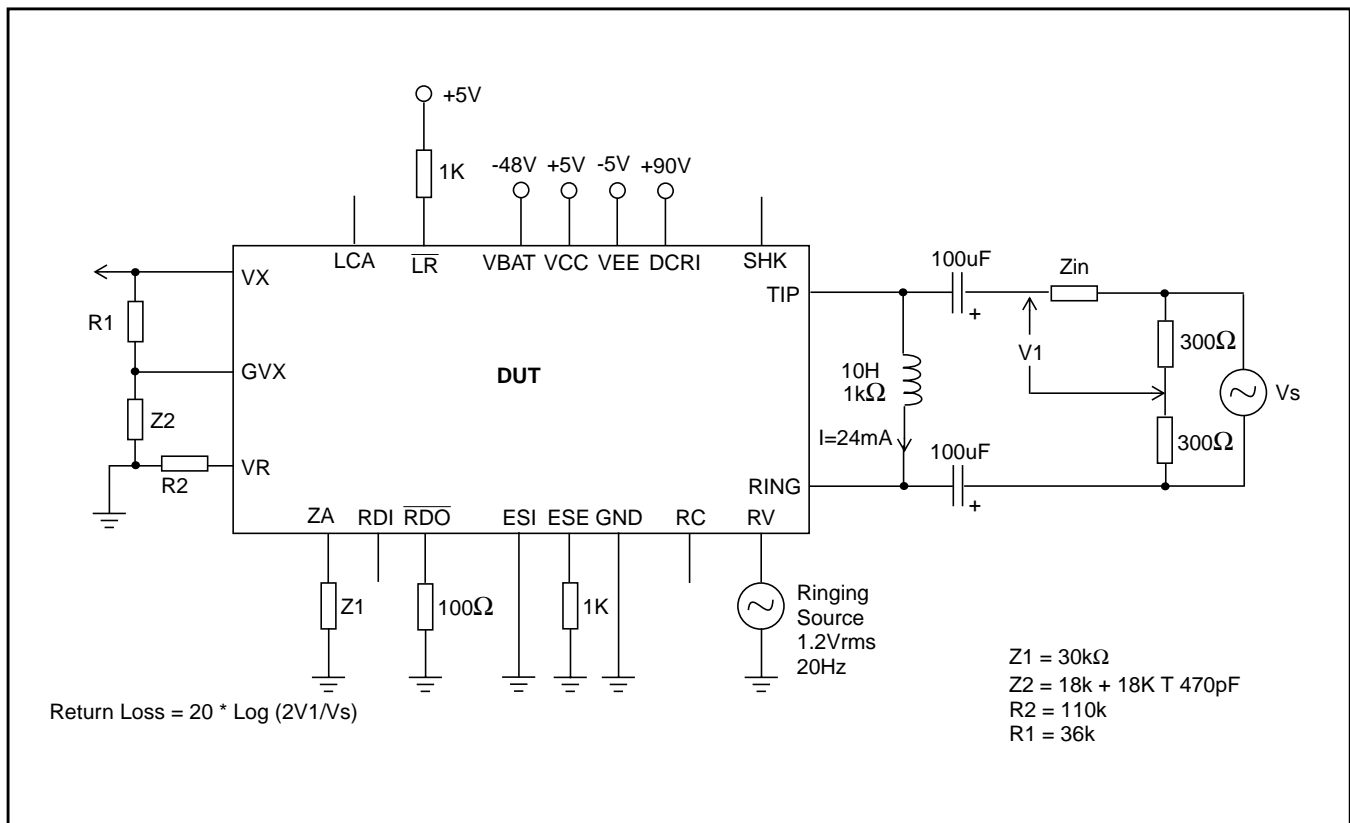 +5V
1K
-48V
+5V
-5V
+90V
LCA
LR
VBAT
VCC
VEE
DCRI
SHK
VX
TIP
100uF
+
Zin
R1
V1
300Ω
GVX
DUT
10H
1kΩ
Vs
Z2
I=24mA
300Ω
100uF
VR
R2
RING
+
ZA
RDI
RDO
ESI
ESE
GND
RC
RV
Z1
100Ω
1K
Ringing
Source
1.2Vrms
20Hz
Z1 = 30kΩ
Z2 = 18k + 18K T 470pF
R2 = 110k
R1 = 36k
Return Loss = 20 * Log (2V1/Vs)